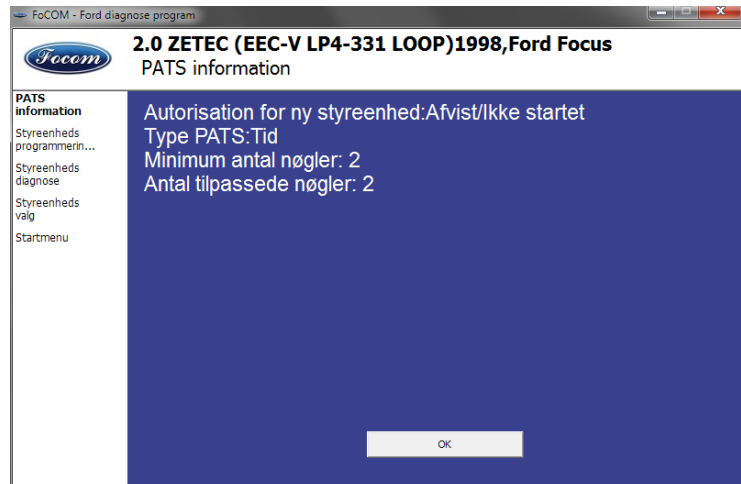 FoCOM - Ford diagnose program
Focom
2.0 ZETEC (EEC-V LP4-331 LOOP)1998,Ford Focus
PATS information
PATS
information
Styreenheds
programmerin...
Styreenheds
diagnose
Styreenheds
valg
Startmenu
Autorisation for ny styreenhed:Afvist/Ikke startet
Type PATS:Tid
Minimum antal nøgler: 2
Antal tilpassede nøgler: 2
OK